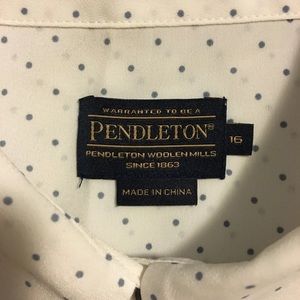 WARRANTED TO BE A
PENDLETON®
16
PENDLETON WOOLEN MILLS
SINCE 1863
MADE IN CHINA